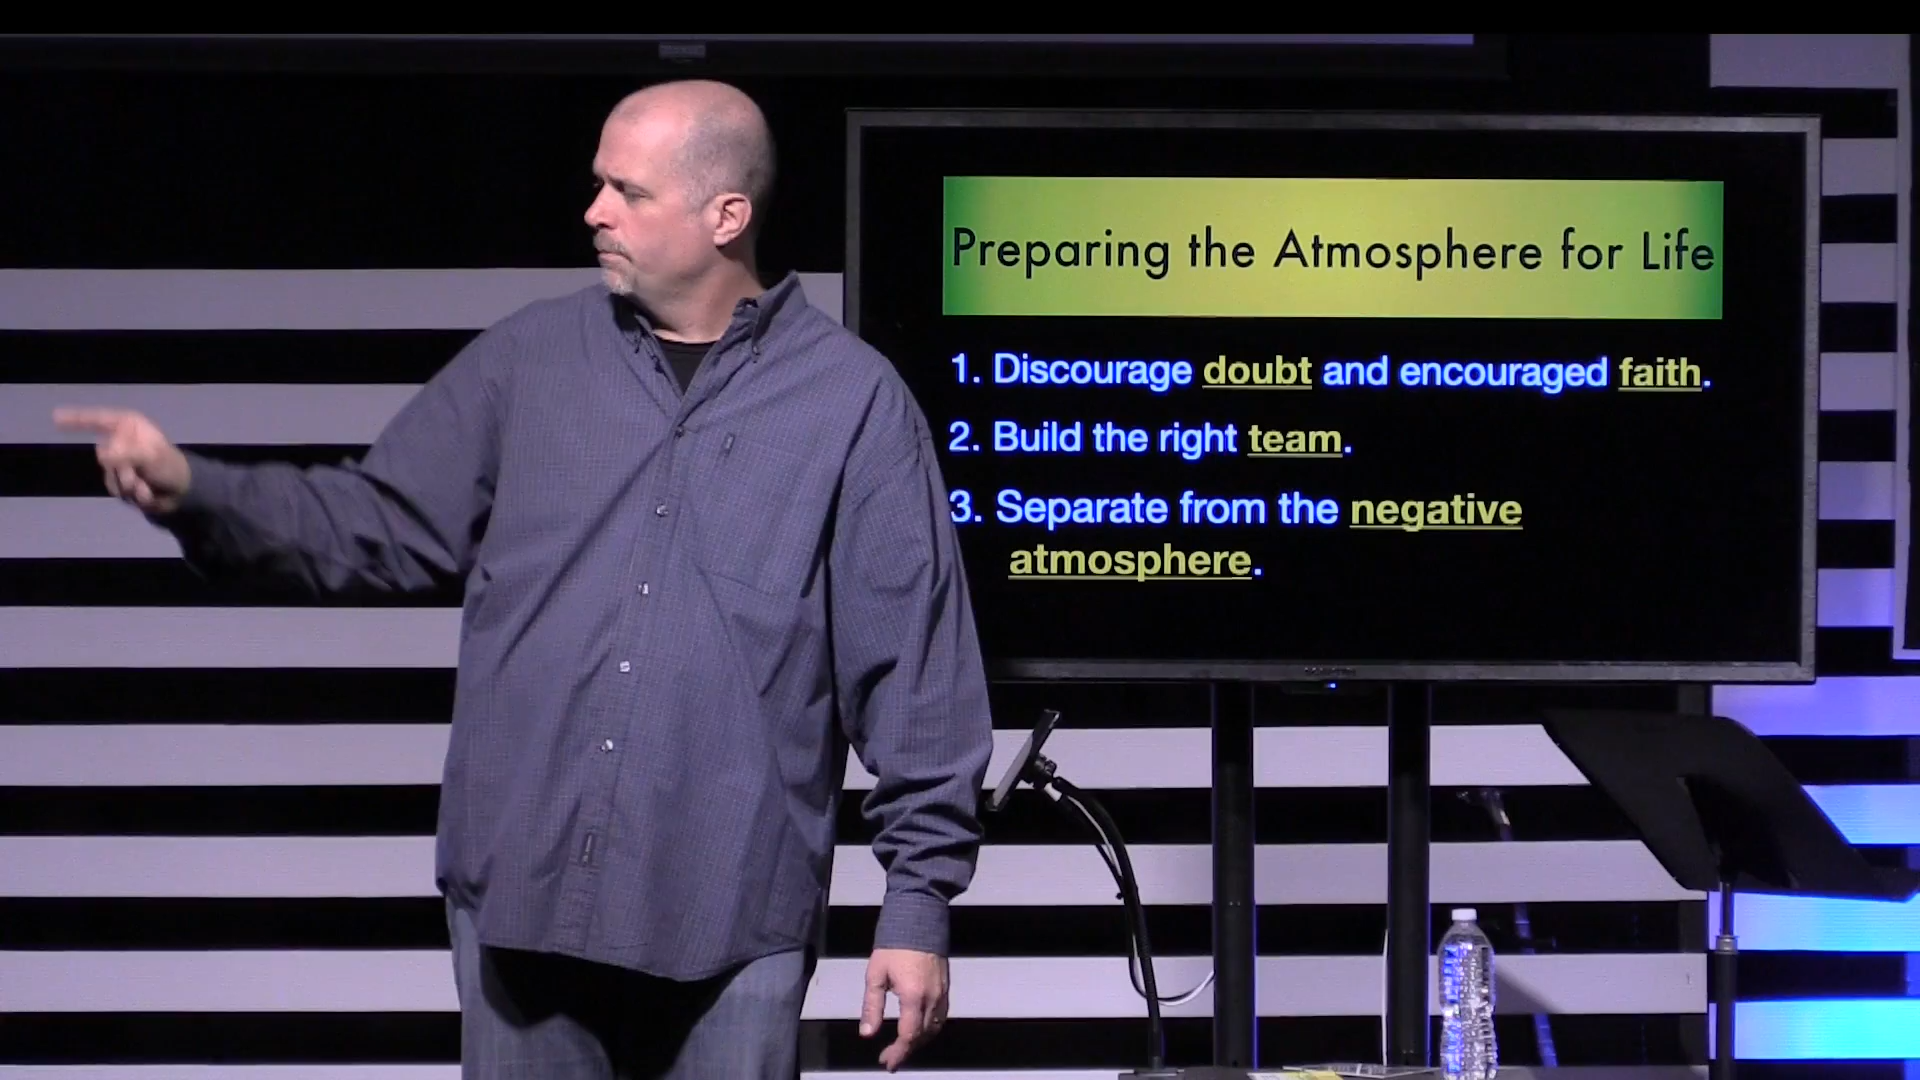 Preparing the Atmosphere for Life
1. Discourage doubt and encouraged faith.
2. Build the right team.
3. Separate from the negative
atmosphere.